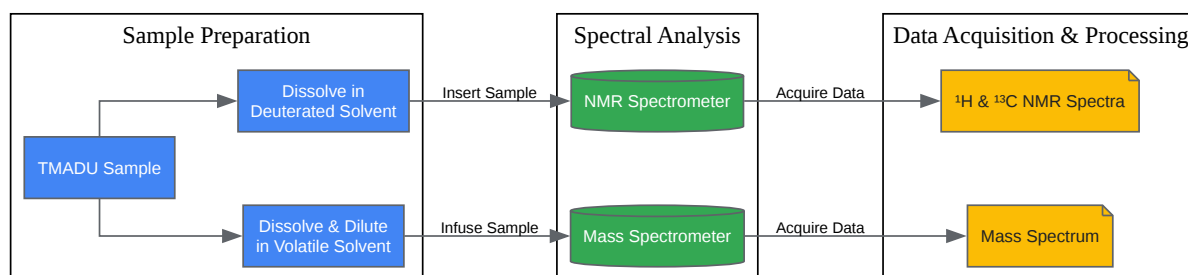 Sample Preparation
Spectral Analysis
Data Acquisition & Processing
Dissolve in
Deuterated Solvent
Insert Sample
NMR Spectrometer
Acquire Data
¹H & ¹³C NMR Spectra
TMADU Sample
Dissolve & Dilute
in Volatile Solvent
Infuse Sample
Mass Spectrometer
Acquire Data
Mass Spectrum